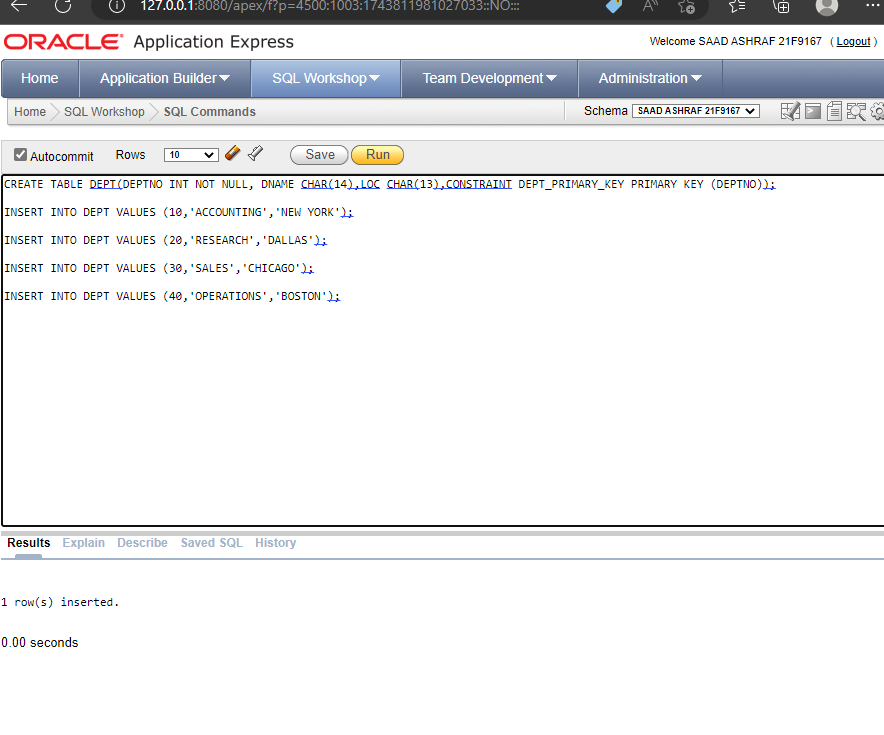 127.0.0.1:8080/apex/f?p=4500:1003:1743811981027033::NO:::
ORACLE® Application Express
Welcome SAAD ASHRAF 21F9167 ( Logout )
Home Application Builder SQL Workshop Team Development Administration
Home SQL Workshop SQL Commands Schema SAAD ASHRAF 21F9167
Autocommit Rows 10 Save Run
CREATE TABLE DEPT(DEPTNO INT NOT NULL, DNAME CHAR(14),LOC CHAR(13),CONSTRAINT DEPT_PRIMARY_KEY PRIMARY KEY (DEPTNO));
INSERT INTO DEPT VALUES (10,'ACCOUNTING','NEW YORK');
INSERT INTO DEPT VALUES (20,'RESEARCH','DALLAS');
INSERT INTO DEPT VALUES (30,'SALES','CHICAGO');
INSERT INTO DEPT VALUES (40,'OPERATIONS','BOSTON');
Results Explain Describe Saved SQL History
1 row(s) inserted.
0.00 seconds